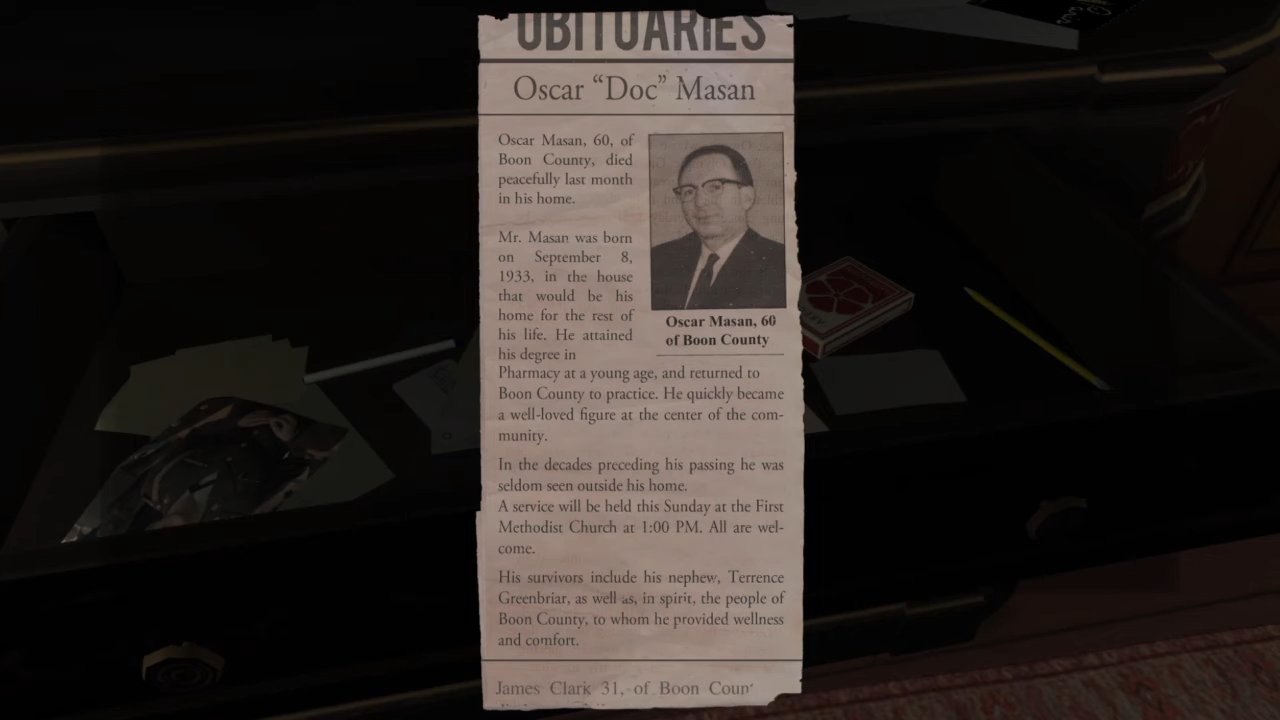 OBITUARIES
Oscar “Doc” Masan
Oscar Masan, 60, of
Boon County, died
peacefully last month
in his home.
Mr. Masan was born
on September 8,
1933, in the house
that would be his
home for the rest of
his life. He attained
his degree in
Oscar Masan, 60
of Boon County
Pharmacy at a young age, and returned to
Boon County to practice. He quickly became
a well-loved figure at the center of the com-
munity.
In the decades preceding his passing he was
seldom seen outside his home.
A service will be held this Sunday at the First
Methodist Church at 1:00 PM. All are wel-
come.
His survivors include his nephew, Terrence
Greenbriar, as well as, in spirit, the people of
Boon County, to whom he provided wellness
and comfort.
James Clark 31, of Boon Coun